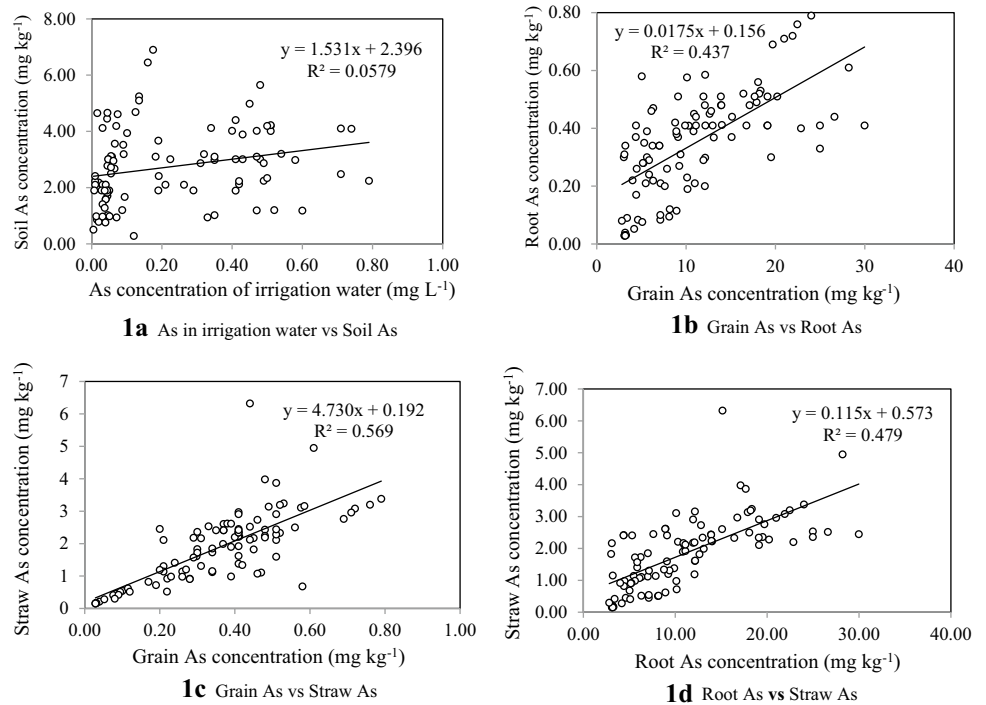 8.00
6.00
4.00
2.00
0.00
Soil As concentration (mg kg⁻¹)
y = 1.531x + 2.396
R² = 0.0579
0.00 0.20 0.40 0.60 0.80 1.00
As concentration of irrigation water (mg L⁻¹)
1a As in irrigation water vs Soil As
0.80
0.60
0.40
0.20
0.00
Root As concentration (mg kg⁻¹)
y = 0.0175x + 0.156
R² = 0.437
0 10 20 30 40
Grain As concentration (mg kg⁻¹)
1b Grain As vs Root As
7
6
5
4
3
2
1
0
Straw As concentration (mg kg⁻¹)
y = 4.730x + 0.192
R² = 0.569
0.00 0.20 0.40 0.60 0.80 1.00
Grain As concentration (mg kg⁻¹)
1c Grain As vs Straw As
7.00
6.00
5.00
4.00
3.00
2.00
1.00
0.00
Straw As concentration (mg kg⁻¹)
y = 0.115x + 0.573
R² = 0.479
0.00 10.00 20.00 30.00 40.00
Root As concentration (mg kg⁻¹)
1d Root As vs Straw As